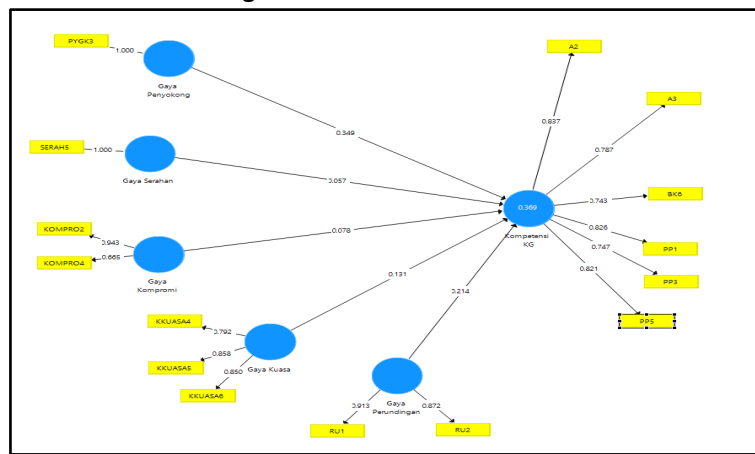 PYGK3
1.000
Gaya
Penyokong
SERAH5
1.000
Gaya Serahan
KOMPRO2
0.943
KOMPRO4
0.665
Gaya
Kompromi
KKUASA4
0.792
KKUASA5
0.858
KKUASA6
0.850
Gaya Kuasa
RU1
0.913
RU2
0.872
Gaya
Perundingan
0.349
0.057
0.078
0.131
0.214
0.369
Kompetensi
KG
A2
0.837
A3
0.787
BK6
0.743
PP1
0.826
PP3
0.747
PP5
0.821